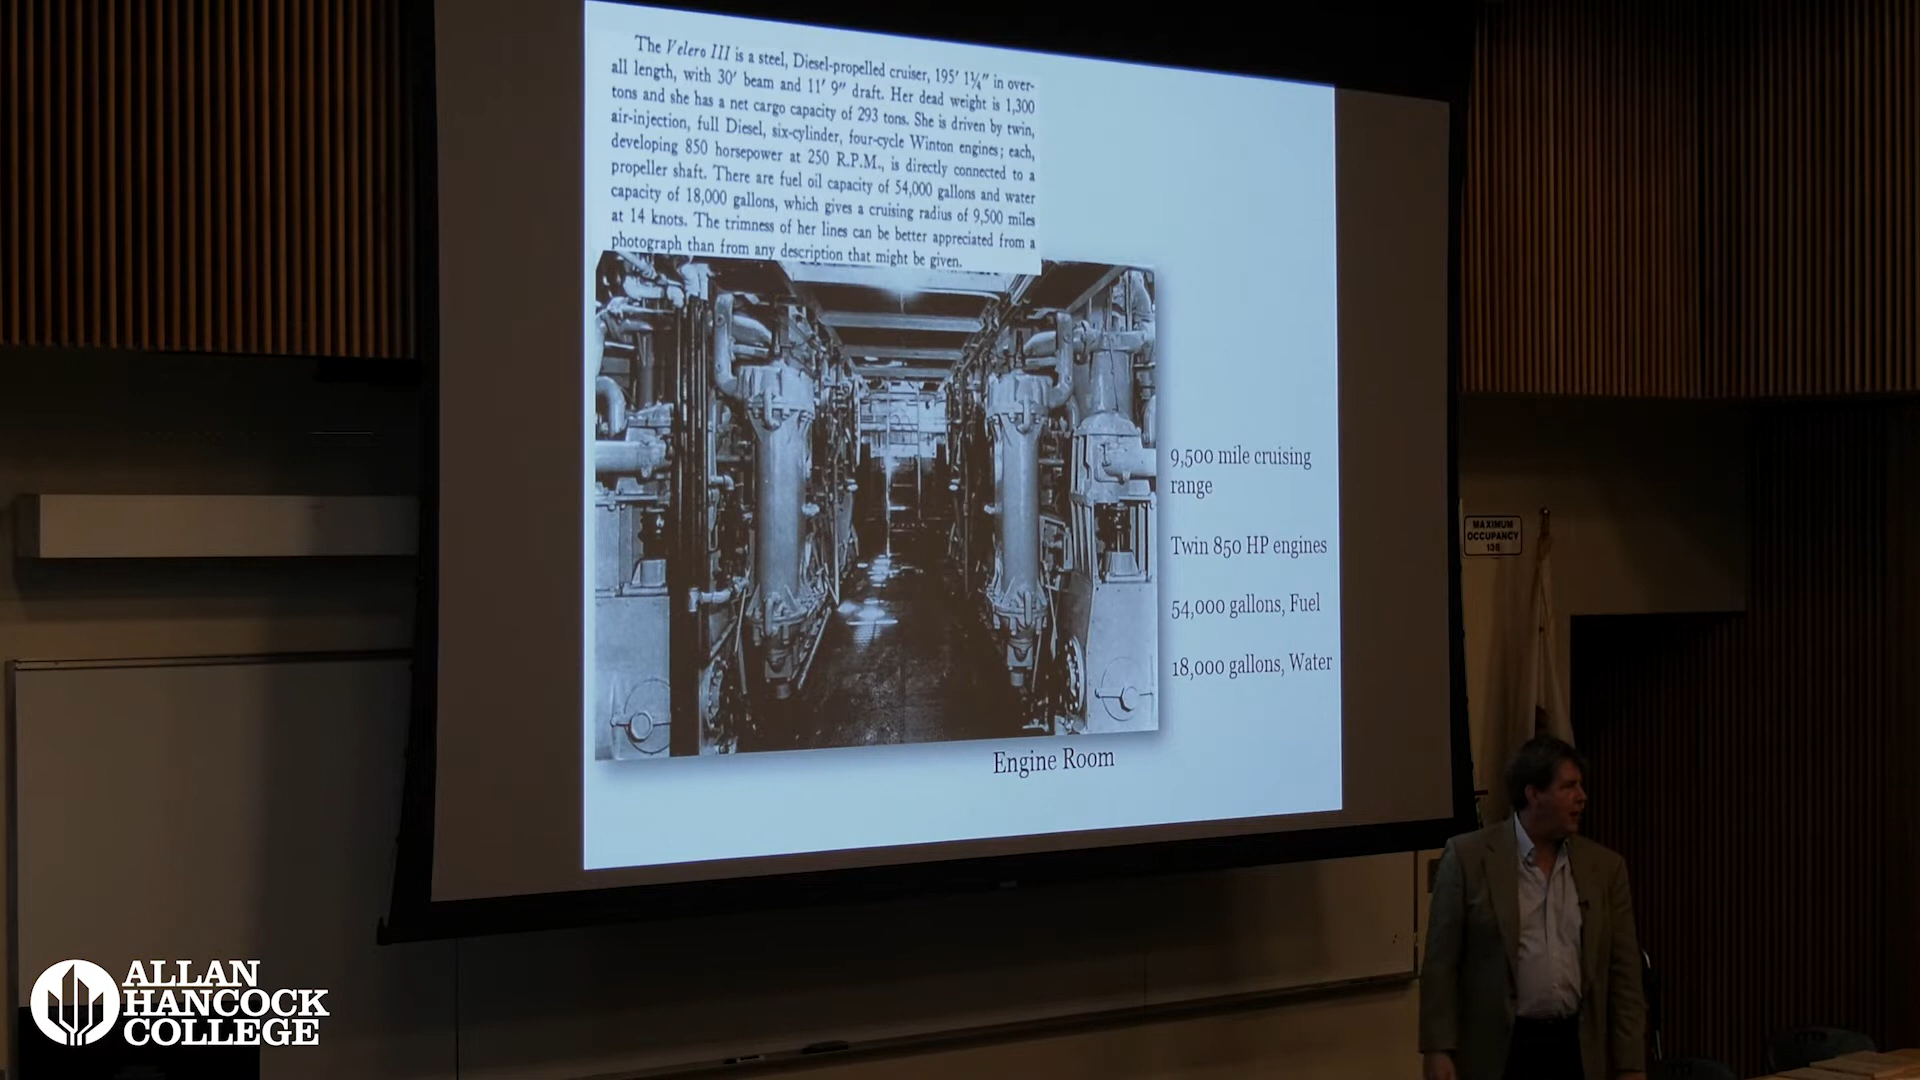 The Velero III is a steel, Diesel-propelled cruiser, 195' 1¼" in over-
all length, with 30' beam and 11' 9" draft. Her dead weight is 1,300
tons and she has a net cargo capacity of 293 tons. She is driven by twin,
air-injection, full Diesel, six-cylinder, four-cycle Winton engines; each,
developing 850 horsepower at 250 R.P.M., is directly connected to a
propeller shaft. There are fuel oil capacity of 54,000 gallons and water
capacity of 18,000 gallons, which gives a cruising radius of 9,500 miles
at 14 knots. The trimness of her lines can be better appreciated from a
photograph than from any description that might be given.
9,500 mile cruising
range
Twin 850 HP engines
54,000 gallons, Fuel
18,000 gallons, Water
Engine Room
MAXIMUM
OCCUPANCY
ALLAN
HANCOCK
COLLEGE